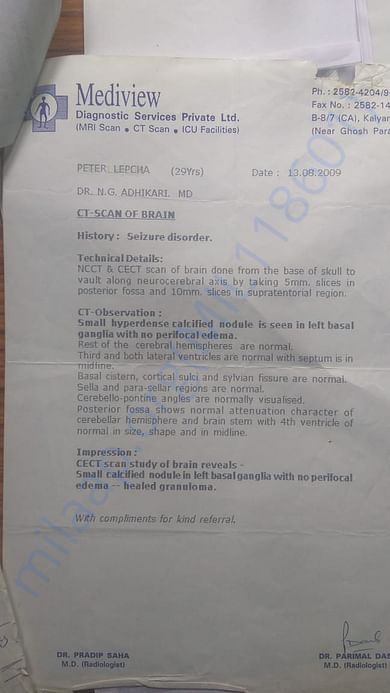 Mediview
Diagnostic Services Private Ltd.
(MRI Scan • CT Scan • ICU Facilities)
Ph. : 2582-4204/9
Fax No. : 2582-14
B-8/7 (CA), Kalyan
(Near Ghosh Para
PETER LEPCHA (29Yrs) Date : 13.08.2009
DR. N.G. ADHIKARI. MD
CT-SCAN OF BRAIN
History : Seizure disorder.
Technical Details:
NCCT & CECT scan of brain done from the base of skull to
vault along neurocerebral axis by taking 5mm. slices in
posterior fossa and 10mm. slices in supratentorial region.
CT-Observation :
Small hyperdense calcified nodule is seen in left basal
ganglia with no perifocal edema.
Rest of the cerebral hemispheres are normal.
Third and both lateral ventricles are normal with septum is in
midline.
Basal cistern, cortical sulci and sylvian fissure are normal.
Sella and para-sellar regions are normal.
Cerebello-pontine angles are normally visualised.
Posterior fossa shows normal attenuation character of
cerebellar hemisphere and brain stem with 4th ventricle of
normal in size, shape and in midline.
Impression :
CECT scan study of brain reveals -
Small calcified nodule in left basal ganglia with no perifocal
edema -- healed granuloma.
With compliments for kind referral.
DR. PRADIP SAHA
M.D. (Radiologist)
DR. PARIMAL DAS
M.D. (Radiologist)